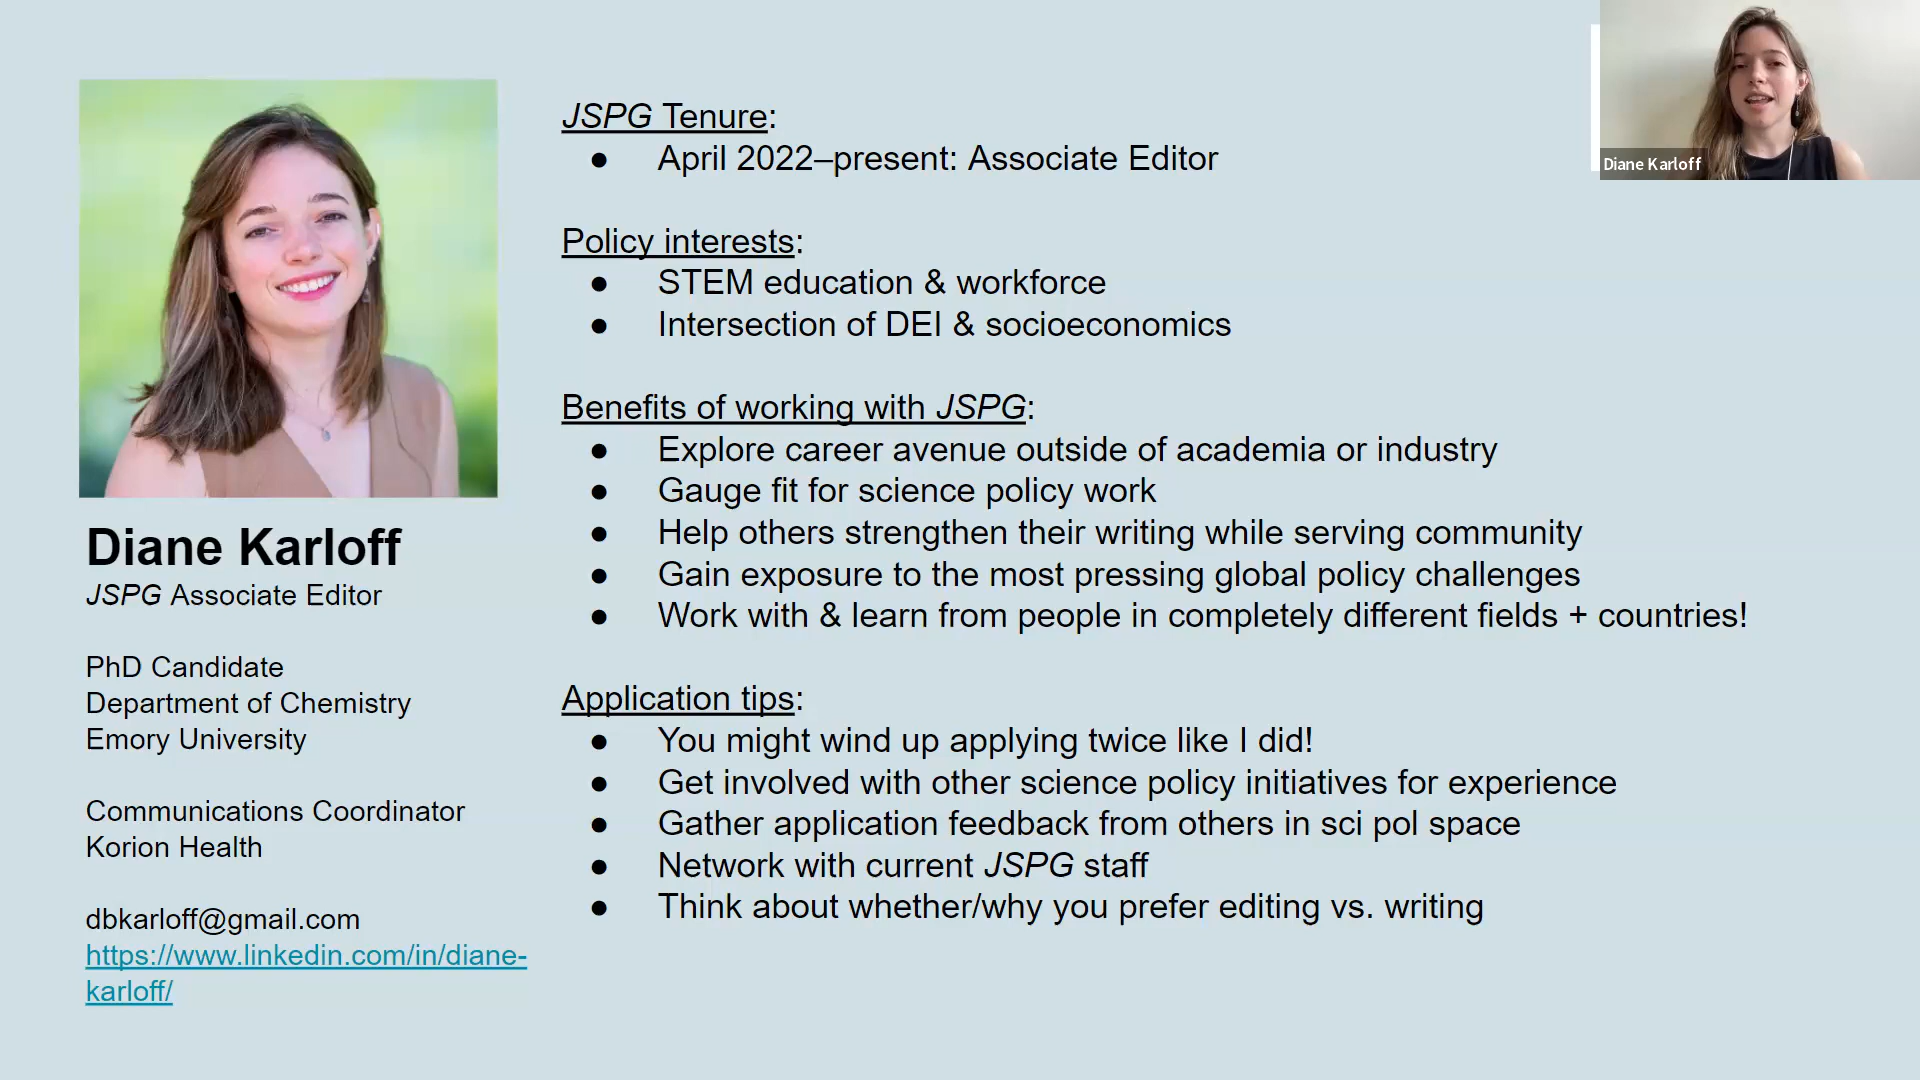 JSPG Tenure:
● April 2022–present: Associate Editor
Policy interests:
● STEM education & workforce
● Intersection of DEI & socioeconomics
Benefits of working with JSPG:
● Explore career avenue outside of academia or industry
● Gauge fit for science policy work
● Help others strengthen their writing while serving community
● Gain exposure to the most pressing global policy challenges
● Work with & learn from people in completely different fields + countries!
Application tips:
● You might wind up applying twice like I did!
● Get involved with other science policy initiatives for experience
● Gather application feedback from others in sci pol space
● Network with current JSPG staff
● Think about whether/why you prefer editing vs. writing
Diane Karloff
JSPG Associate Editor
PhD Candidate
Department of Chemistry
Emory University
Communications Coordinator
Korion Health
dbkarloff@gmail.com
https://www.linkedin.com/in/diane-
karloff/
Diane Karloff